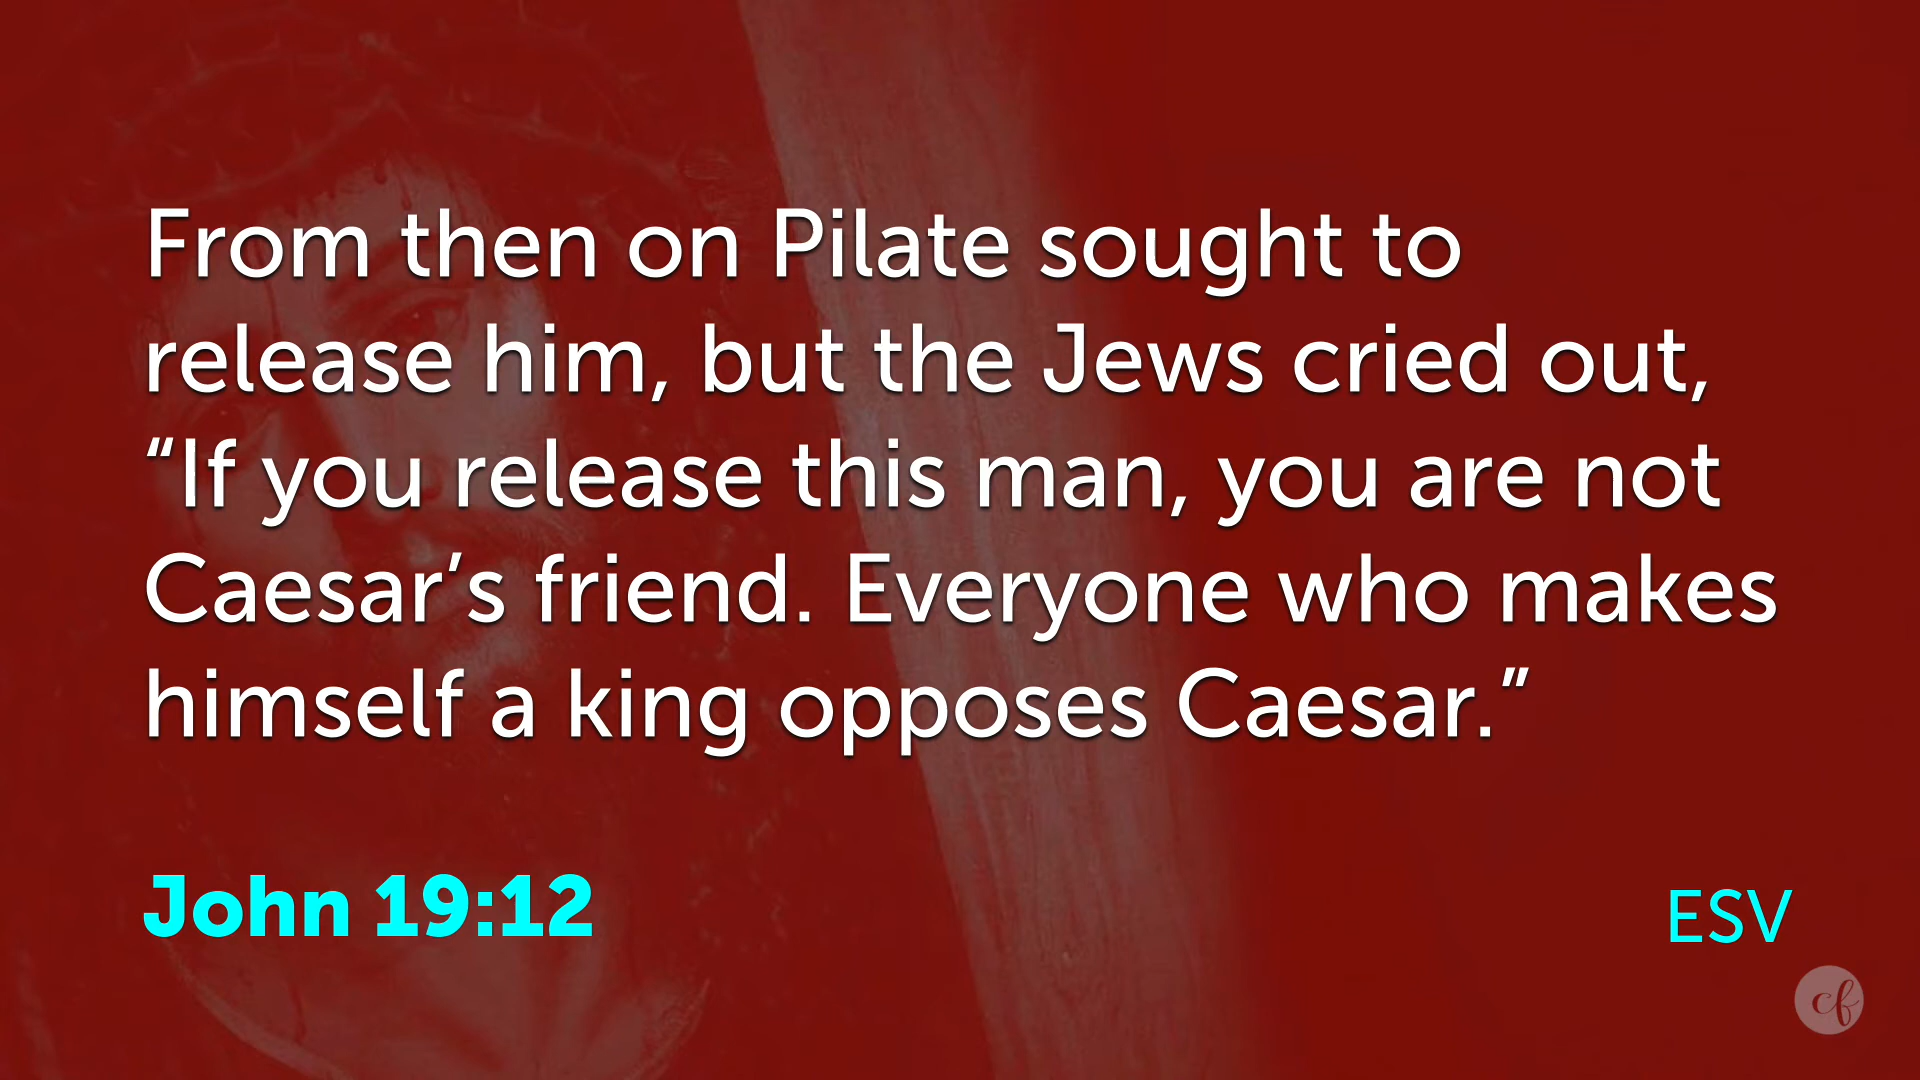 From then on Pilate sought to
release him, but the Jews cried out,
“If you release this man, you are not
Caesar’s friend. Everyone who makes
himself a king opposes Caesar.”
John 19:12
ESV
cf